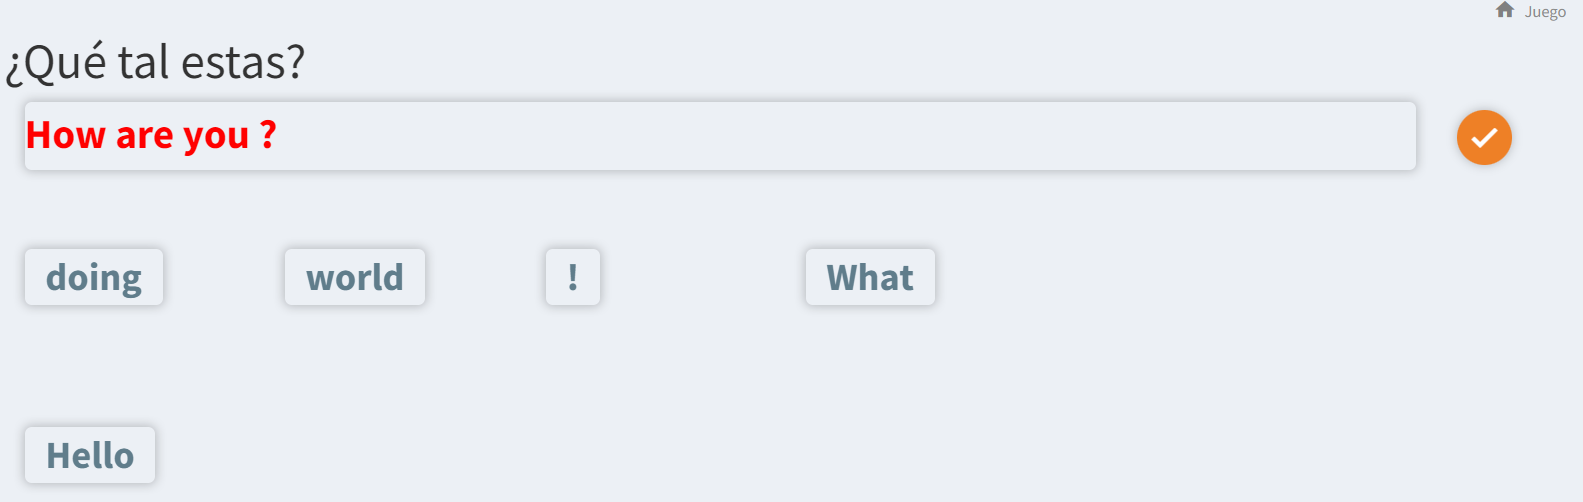 Juego
¿Qué tal estas?
How are you ?
doing world ! What
Hello